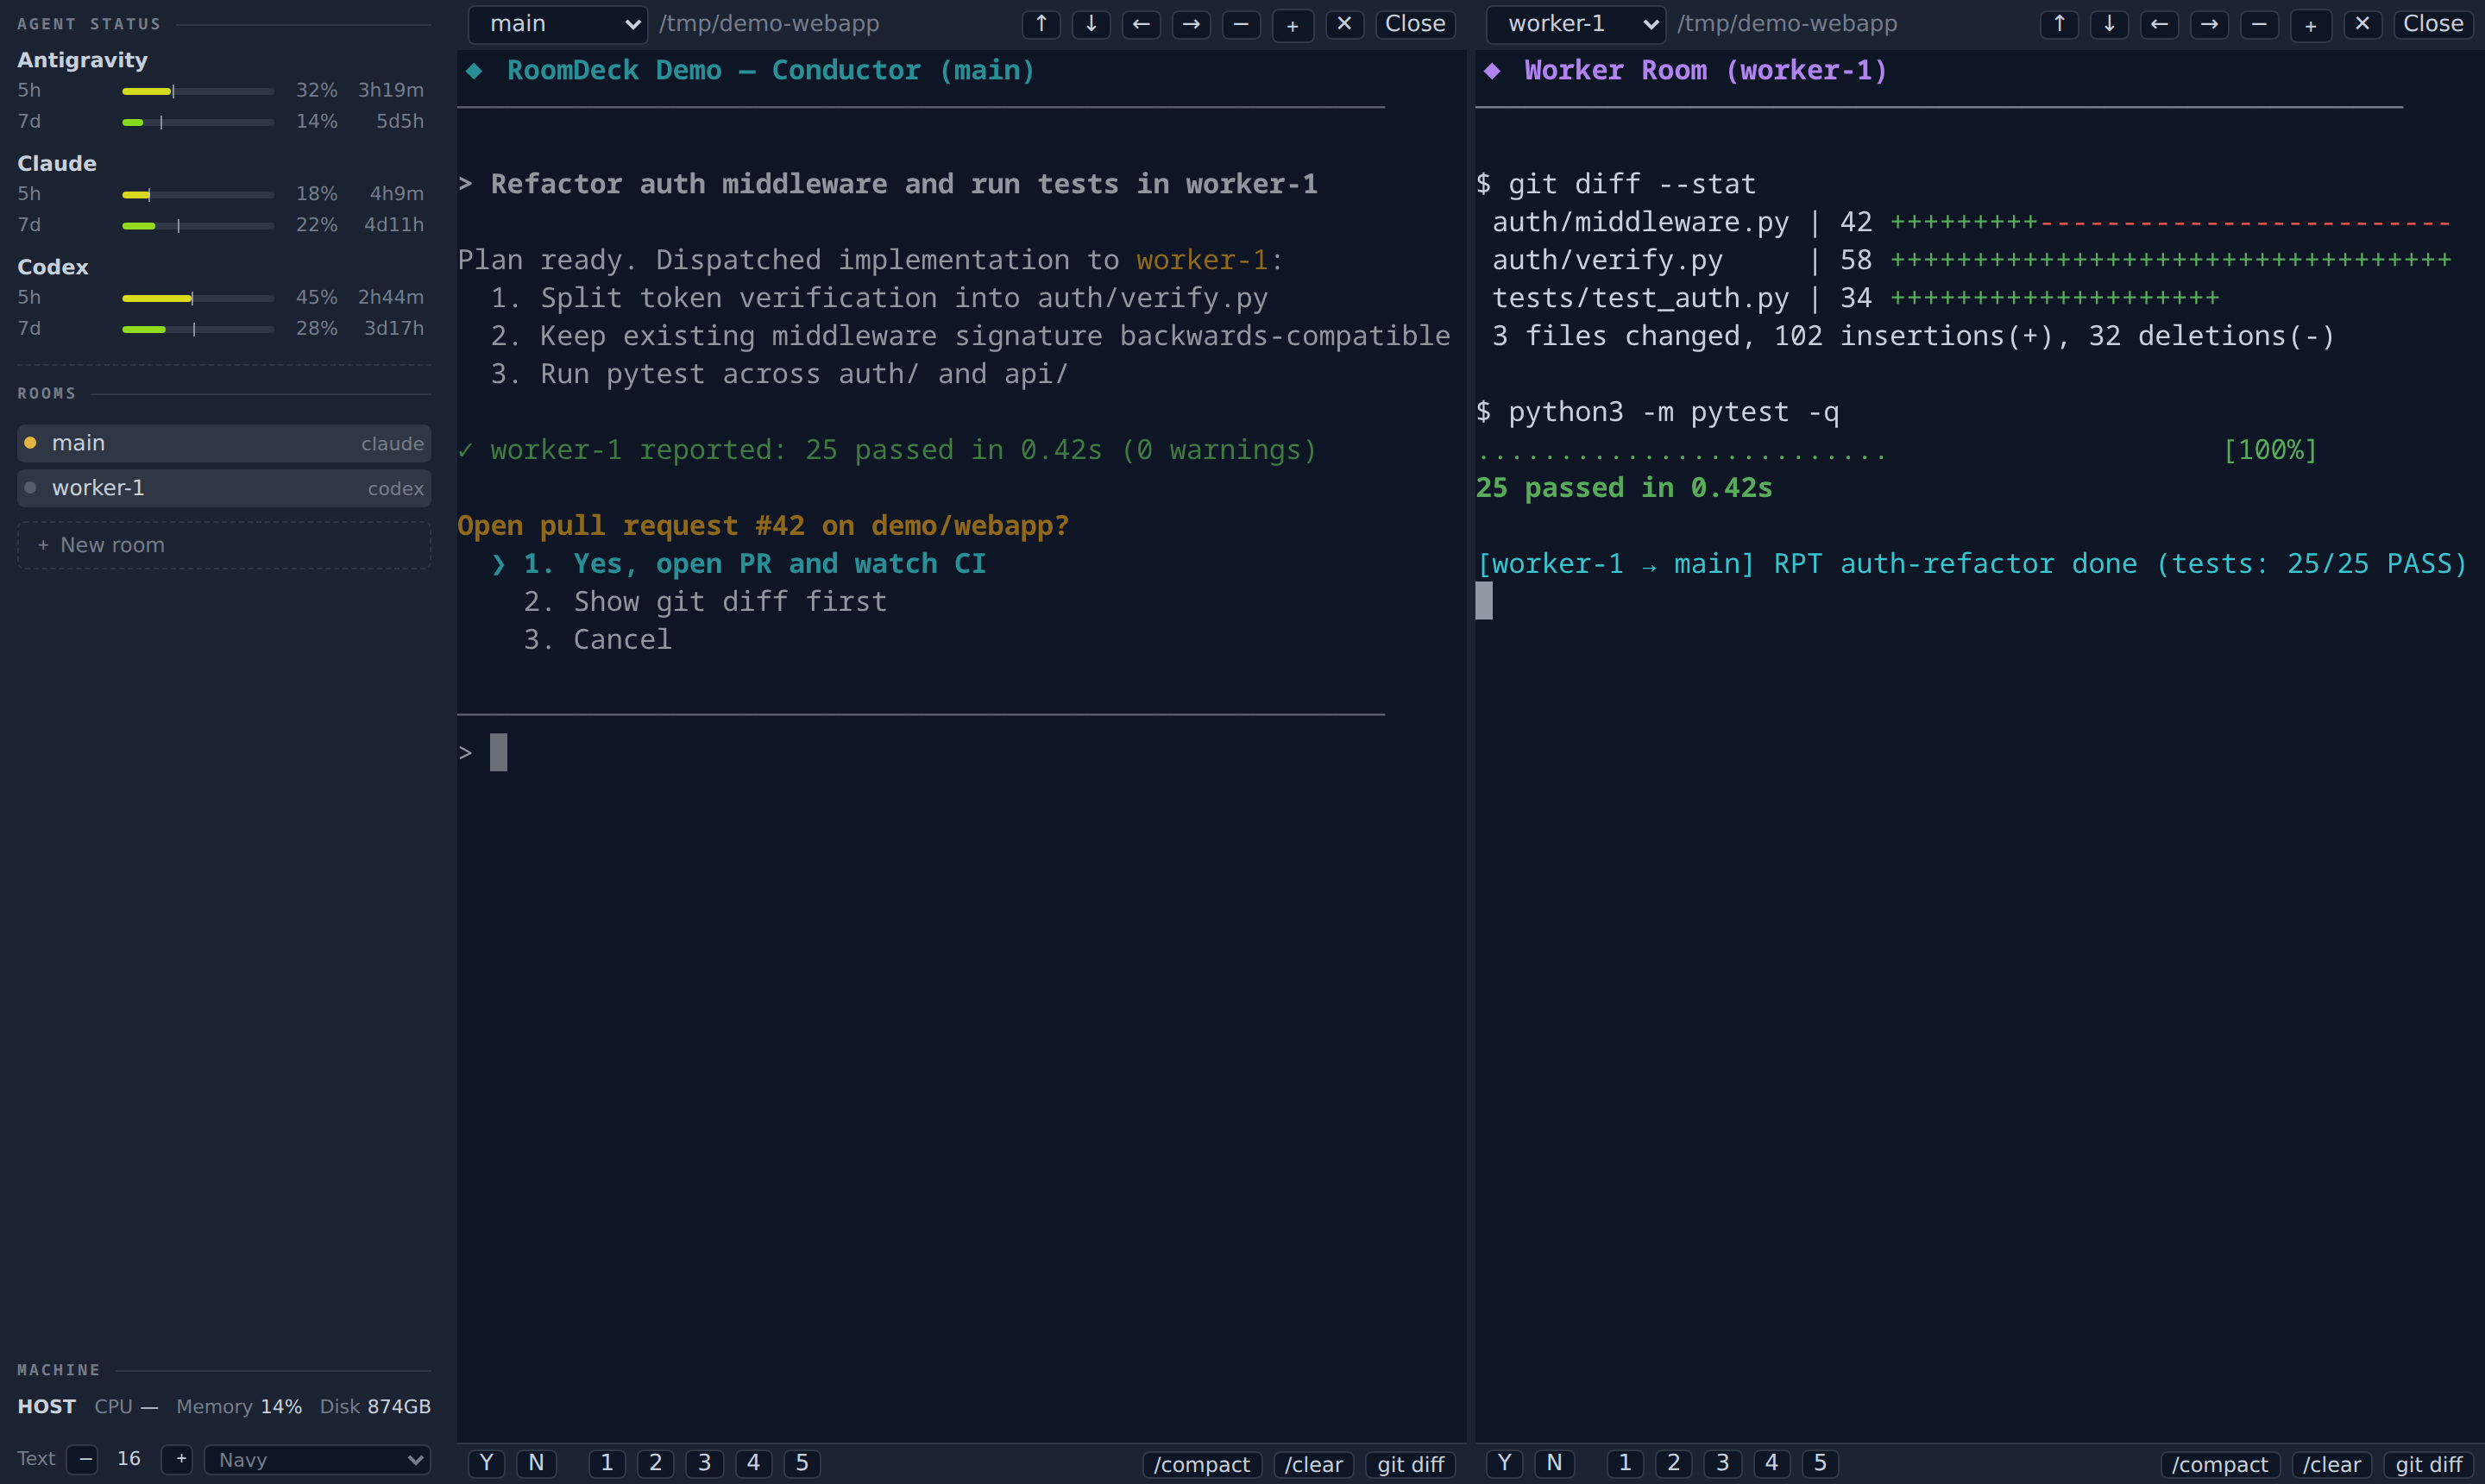 AGENT STATUS
Antigravity
5h 32% 3h19m
7d 14% 5d5h
Claude
5h 18% 4h9m
7d 22% 4d11h
Codex
5h 45% 2h44m
7d 28% 3d17h
ROOMS
main claude
worker-1 codex
+ New room
MACHINE
HOST CPU — Memory 14% Disk 874GB
Text − 16 + Navy
main /tmp/demo-webapp ↑ ↓ ← → − + ✕ Close
◆ RoomDeck Demo — Conductor (main)
> Refactor auth middleware and run tests in worker-1
Plan ready. Dispatched implementation to worker-1:
1. Split token verification into auth/verify.py
2. Keep existing middleware signature backwards-compatible
3. Run pytest across auth/ and api/
✓ worker-1 reported: 25 passed in 0.42s (0 warnings)
Open pull request #42 on demo/webapp?
❯ 1. Yes, open PR and watch CI
2. Show git diff first
3. Cancel
>
Y N 1 2 3 4 5 /compact /clear git diff
worker-1 /tmp/demo-webapp ↑ ↓ ← → − + ✕ Close
◆ Worker Room (worker-1)
$ git diff --stat
auth/middleware.py | 42 +++++++++-------------------------
auth/verify.py | 58 ++++++++++++++++++++++++++++++++++
tests/test_auth.py | 34 ++++++++++++++++++++
3 files changed, 102 insertions(+), 32 deletions(-)
$ python3 -m pytest -q
......................... [100%]
25 passed in 0.42s
[worker-1 → main] RPT auth-refactor done (tests: 25/25 PASS)
Y N 1 2 3 4 5 /compact /clear git diff